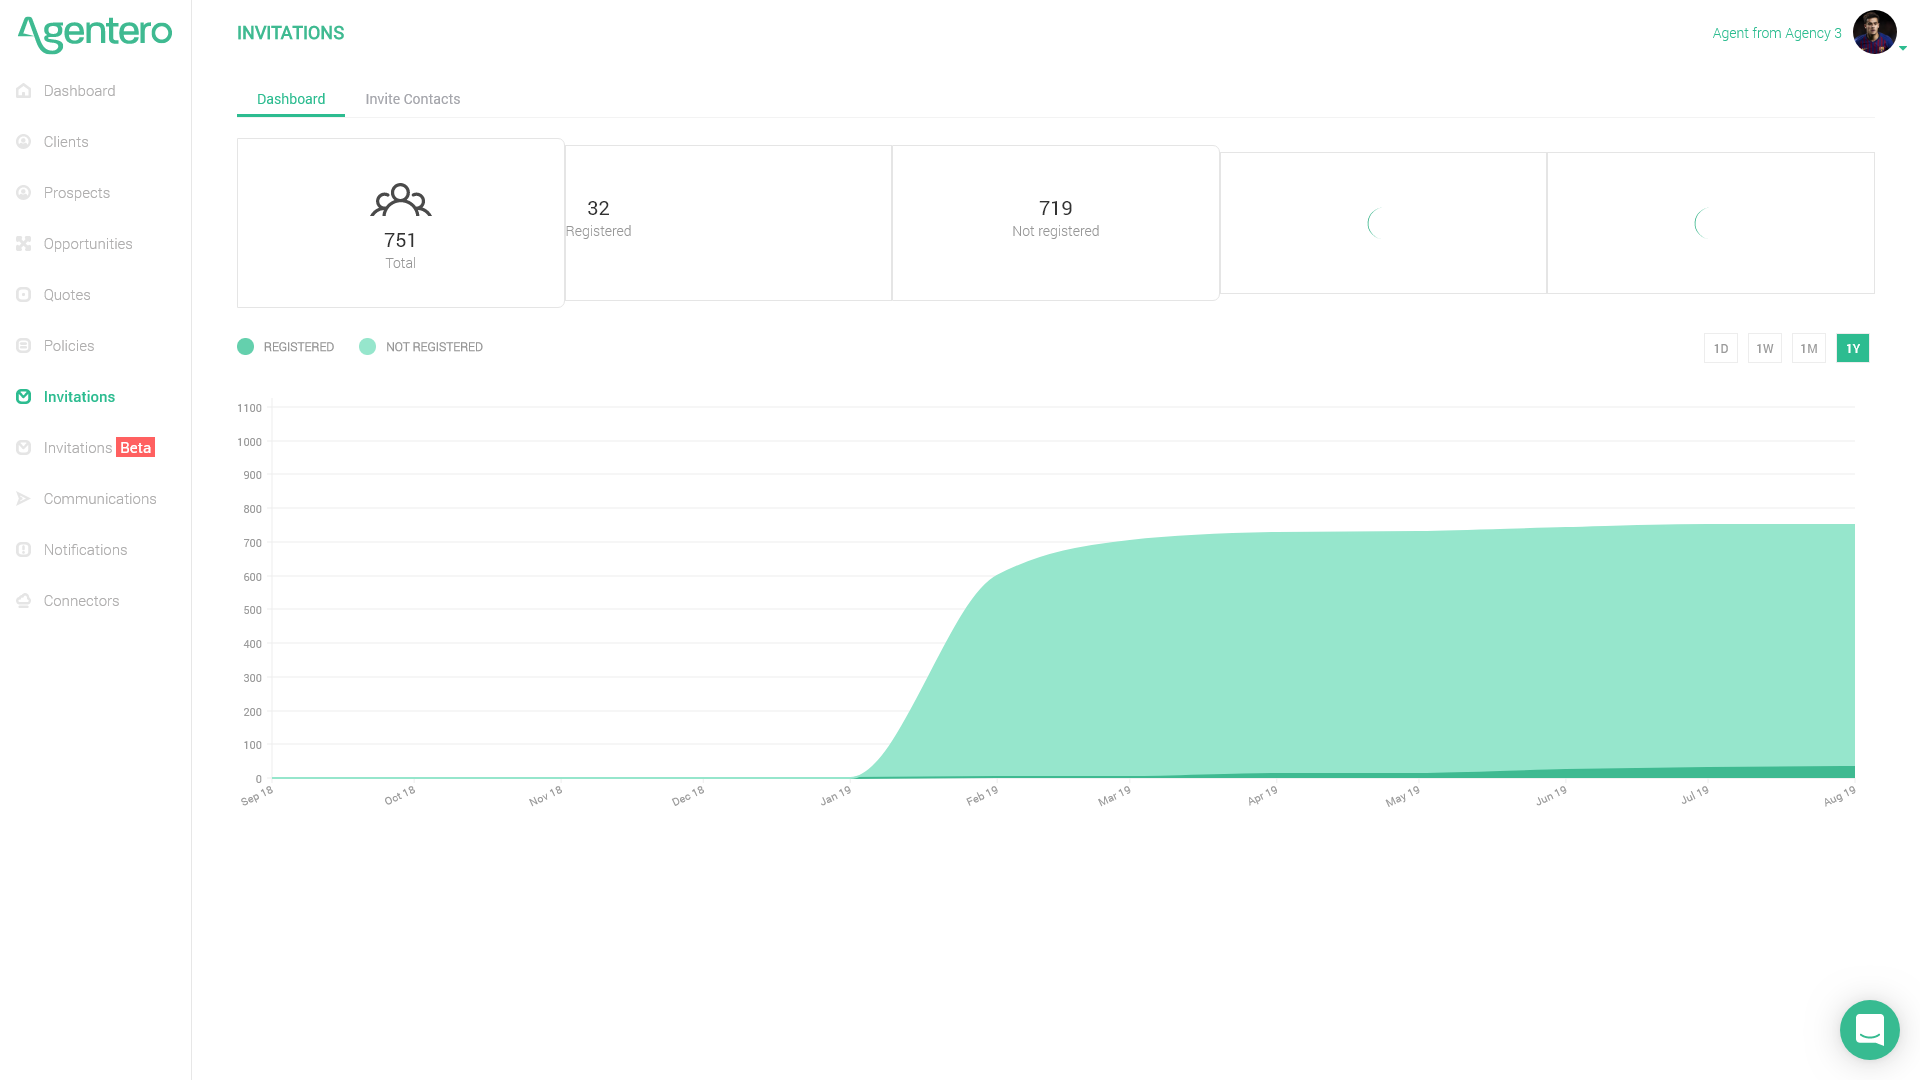 Agentero
INVITATIONS
Agent from Agency 3
Dashboard
Clients
Prospects
Opportunities
Quotes
Policies
Invitations
Invitations Beta
Communications
Notifications
Connectors
Dashboard
Invite Contacts
751
Total
32
Registered
719
Not registered
REGISTERED
NOT REGISTERED
1D
1W
1M
1Y
1100
1000
900
800
700
600
500
400
300
200
100
0
Sep 18
Oct 18
Nov 18
Dec 18
Jan 19
Feb 19
Mar 19
Apr 19
May 19
Jun 19
Jul 19
Aug 19